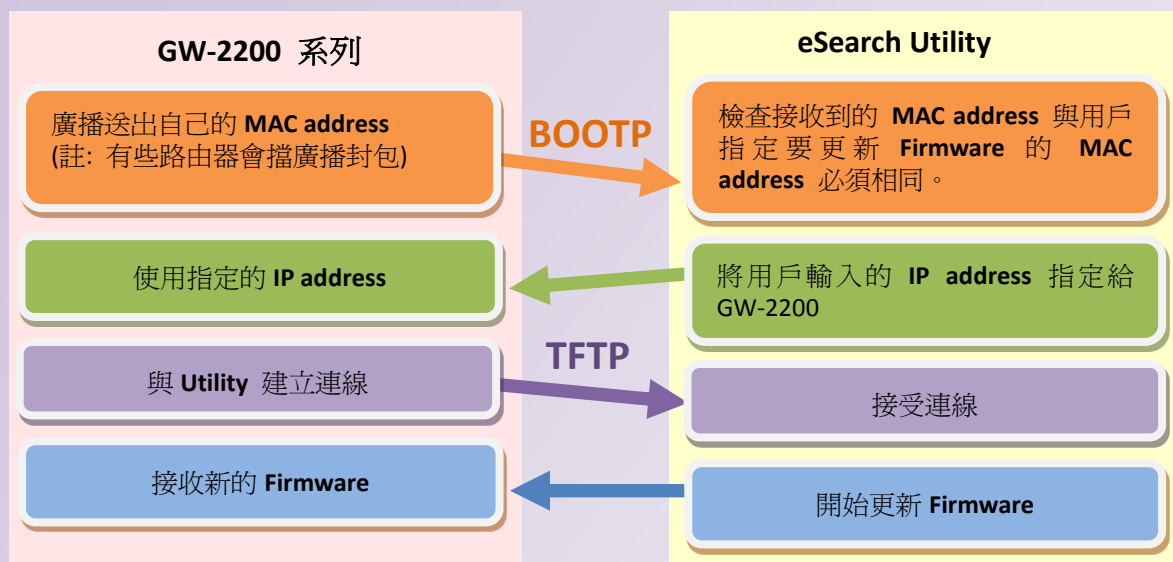 GW-2200 系列
廣播送出自己的 MAC address
(註: 有些路由器會擋廣播封包)
使用指定的 IP address
與 Utility 建立連線
接收新的 Firmware
BOOTP
TFTP
eSearch Utility
檢查接收到的 MAC address 與用戶
指定要更新 Firmware 的 MAC
address 必須相同。
將用戶輸入的 IP address 指定給
GW-2200
接受連線
開始更新 Firmware